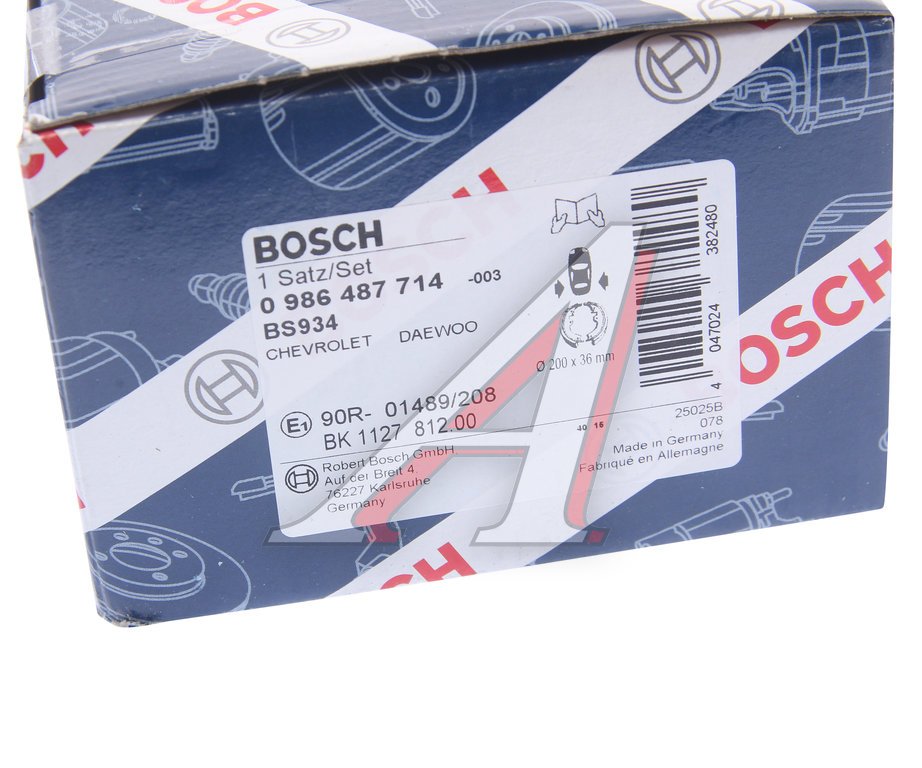 BOSCH
BOSCH
1 Satz/Set
0 986 487 714 -003
BS934
CHEVROLET DAEWOO
Ø 200 x 36 mm
E1 90R- 01489/208
BK 1127 812.00
Robert Bosch GmbH
Auf der Breit 4
76227 Karlsruhe
Germany
4 047024 382480
40 16
25025B
078
Made in Germany
Fabriqué en Allemagne
BOSCH
CH